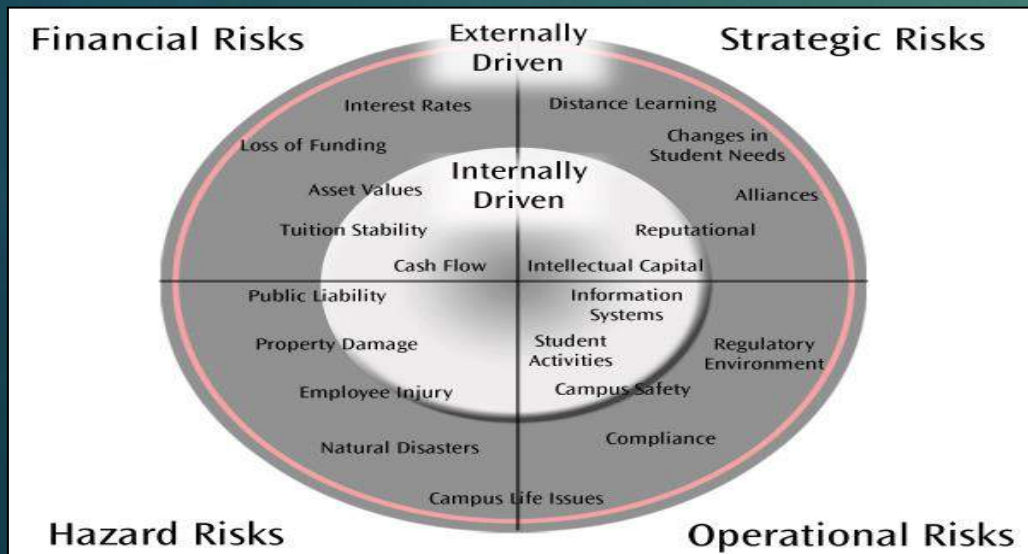 Financial Risks
Externally
Driven
Strategic Risks
Interest Rates
Distance Learning
Loss of Funding
Changes in
Student Needs
Asset Values
Internally
Driven
Alliances
Tuition Stability
Reputational
Cash Flow
Intellectual Capital
Public Liability
Information
Systems
Property Damage
Student
Activities
Regulatory
Environment
Employee Injury
Campus Safety
Natural Disasters
Compliance
Campus Life Issues
Hazard Risks
Operational Risks